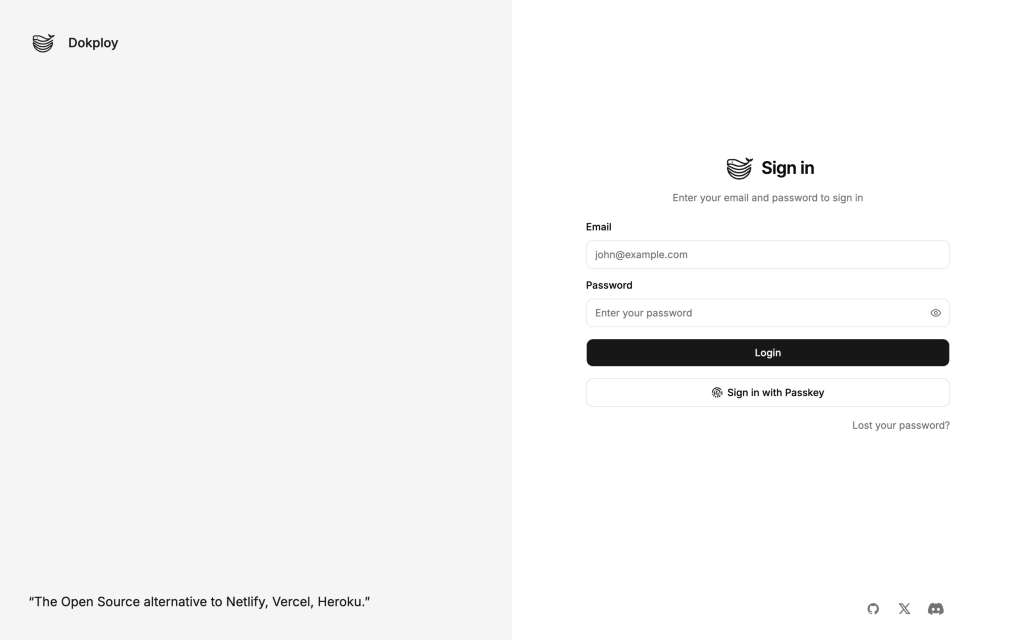 Dokploy
Sign in
Enter your email and password to sign in
Email
john@example.com
Password
Enter your password
Login
Sign in with Passkey
Lost your password?
“The Open Source alternative to Netlify, Vercel, Heroku.”